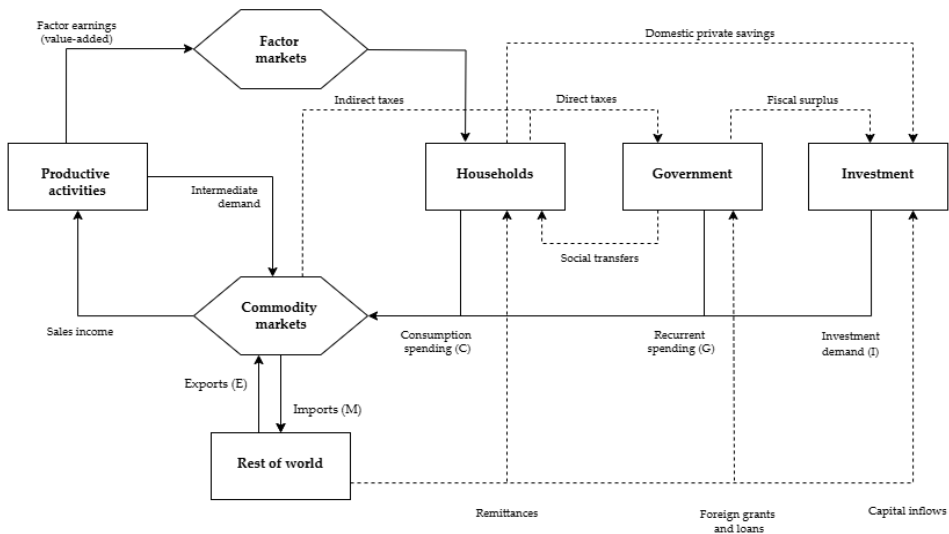 Factor earnings
(value-added)
Factor
markets
Domestic private savings
Indirect taxes
Direct taxes
Fiscal surplus
Productive
activities
Households
Government
Investment
Intermediate
demand
Social transfers
Commodity
markets
Sales income
Consumption
spending (C)
Recurrent
spending (G)
Investment
demand (I)
Exports (E)
Imports (M)
Rest of world
Remittances
Foreign grants
and loans
Capital inflows